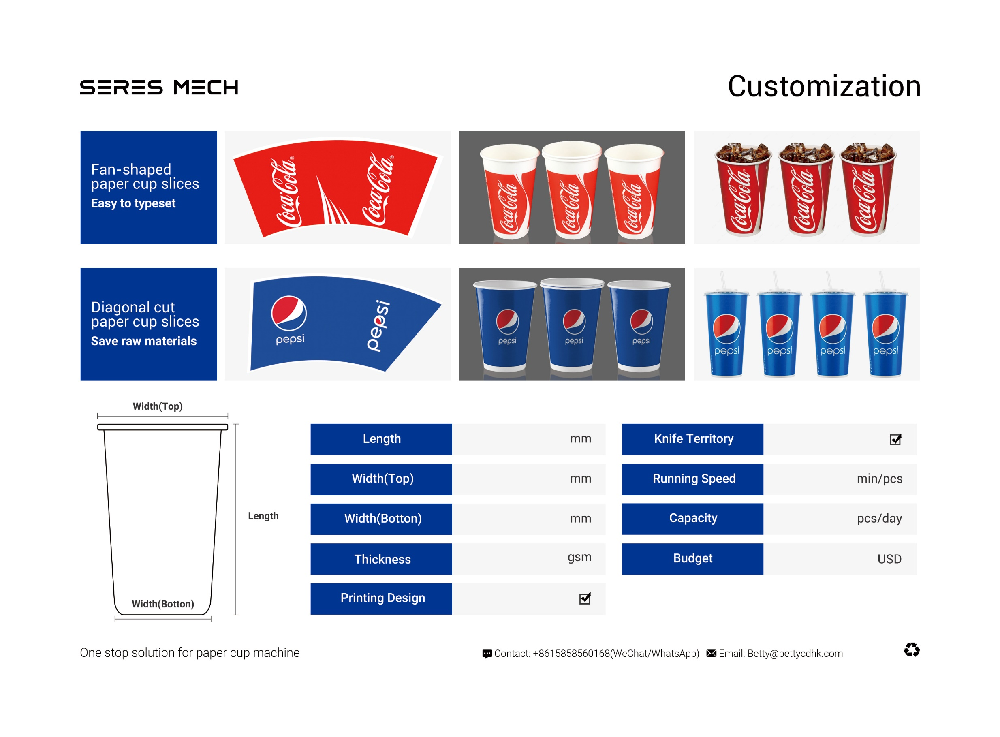 SERES MECH
Customization
Fan-shaped
paper cup slices
Easy to typeset
Coca-Cola®
Coca-Cola®
Coca-Cola
Coca-Cola
Coca-Cola
Coca-Cola
Coca-Cola
Coca-Cola
Diagonal cut
paper cup slices
Save raw materials
pepsi
pepsi
pepsi
pepsi
pepsi
pepsi
pepsi
pepsi
pepsi
Width(Top)
Length
Width(Botton)
Length mm
Width(Top) mm
Width(Botton) mm
Thickness gsm
Printing Design
Knife Territory
Running Speed min/pcs
Capacity pcs/day
Budget USD
One stop solution for paper cup machine
Contact: +8615858560168(WeChat/WhatsApp) Email: Betty@bettycdhk.com